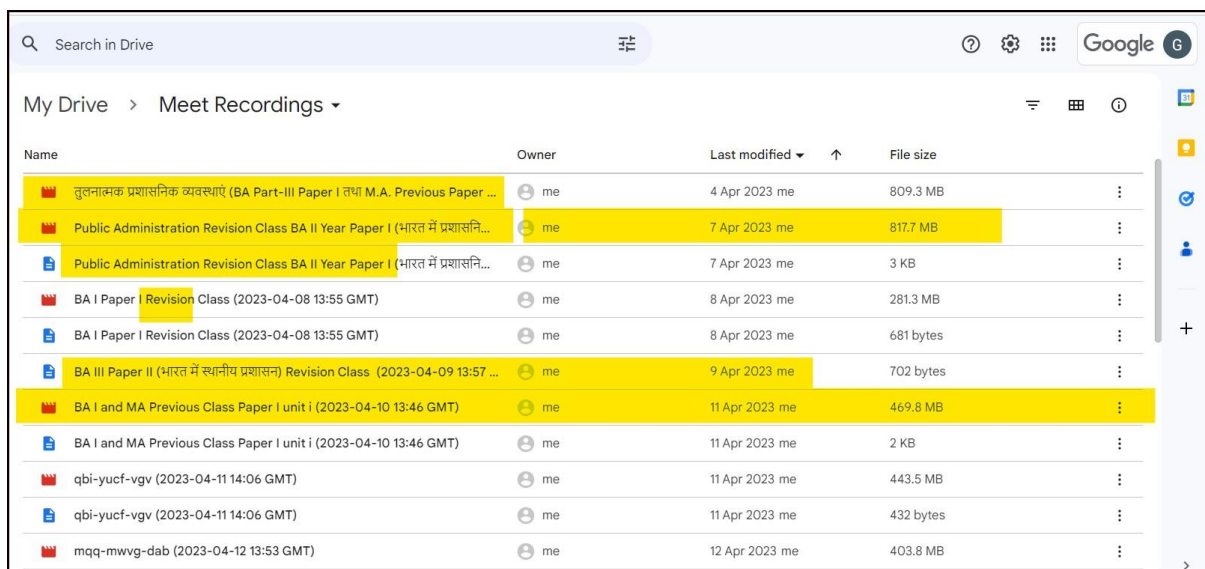 Search in Drive
Google G
My Drive > Meet Recordings
31
Name Owner Last modified File size
तुलनात्मक प्रशासनिक व्यवस्थाएं (BA Part-III Paper I तथा M.A. Previous Paper ... me 4 Apr 2023 me 809.3 MB
Public Administration Revision Class BA II Year Paper I (भारत में प्रशासनि... me 7 Apr 2023 me 817.7 MB
Public Administration Revision Class BA II Year Paper I (भारत में प्रशासनि... me 7 Apr 2023 me 3 KB
BA I Paper I Revision Class (2023-04-08 13:55 GMT) me 8 Apr 2023 me 281.3 MB
BA I Paper I Revision Class (2023-04-08 13:55 GMT) me 8 Apr 2023 me 681 bytes
BA III Paper II (भारत में स्थानीय प्रशासन) Revision Class (2023-04-09 13:57 ... me 9 Apr 2023 me 702 bytes
BA I and MA Previous Class Paper I unit i (2023-04-10 13:46 GMT) me 11 Apr 2023 me 469.8 MB
BA I and MA Previous Class Paper I unit i (2023-04-10 13:46 GMT) me 11 Apr 2023 me 2 KB
qbi-yucf-vgv (2023-04-11 14:06 GMT) me 11 Apr 2023 me 443.5 MB
qbi-yucf-vgv (2023-04-11 14:06 GMT) me 11 Apr 2023 me 432 bytes
mqq-mwvg-dab (2023-04-12 13:53 GMT) me 12 Apr 2023 me 403.8 MB